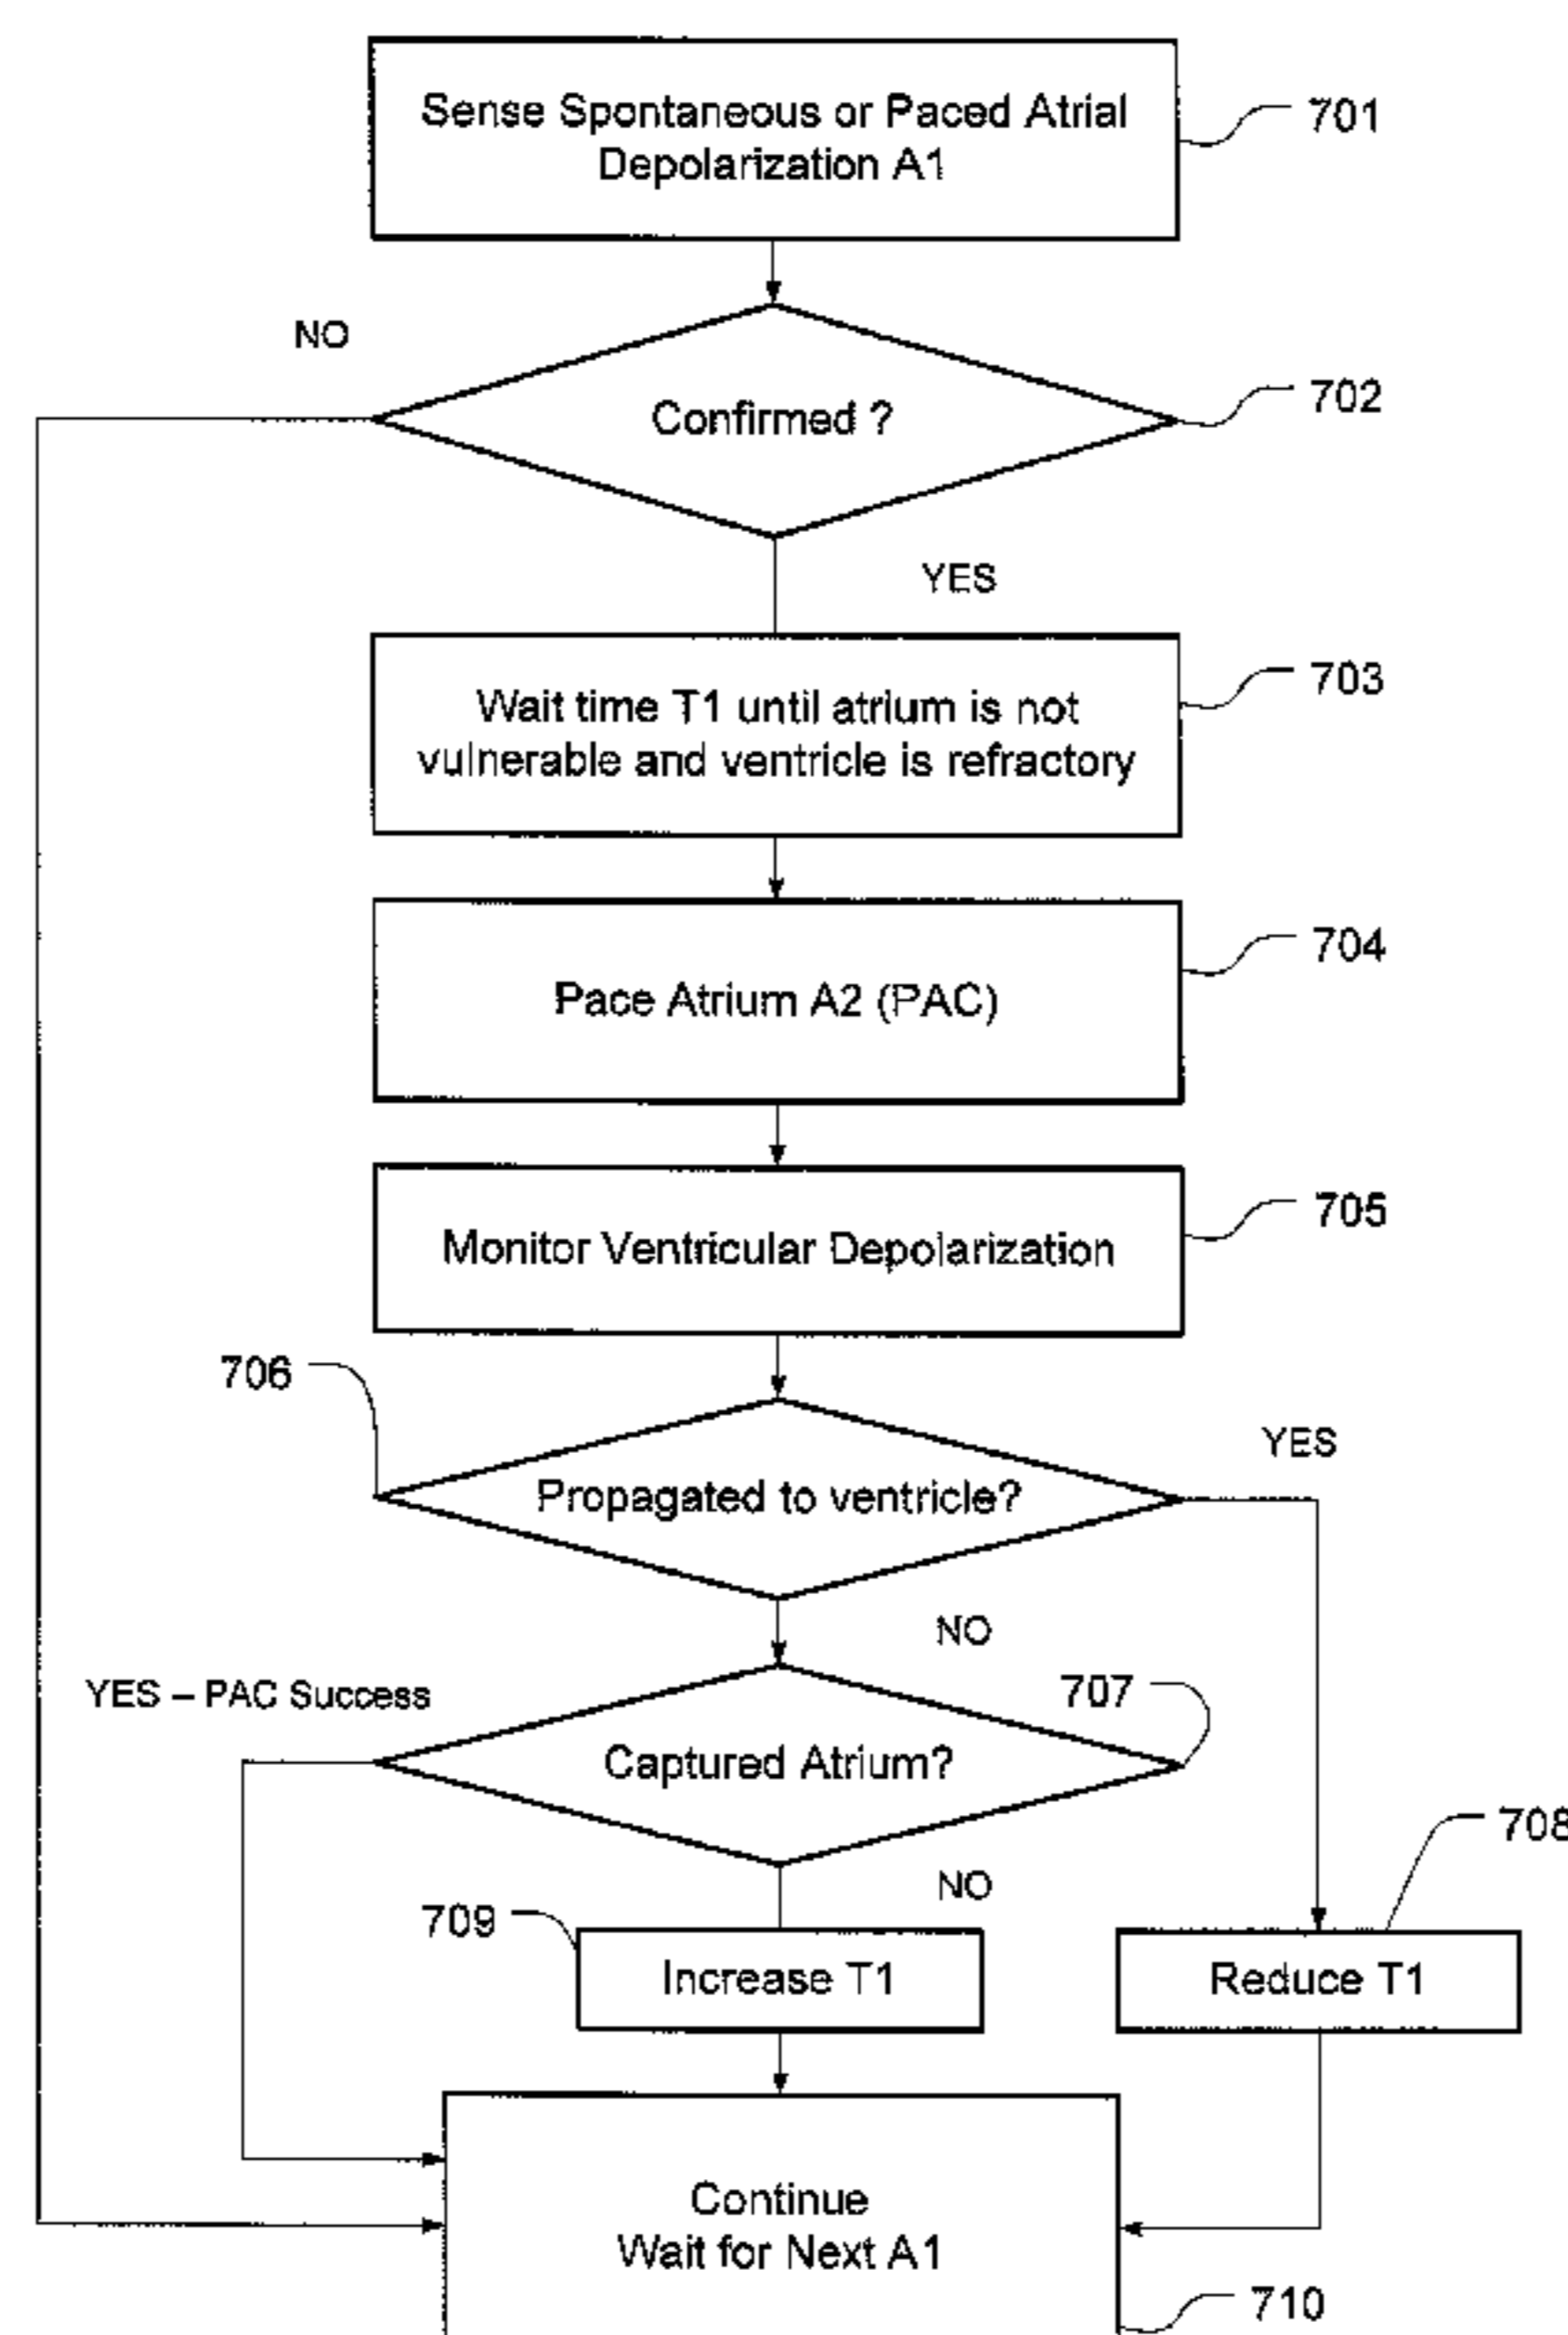 Sense Spontaneous or Paced Atrial
Depolarization A1
701
NO
Confirmed ?
702
YES
Wait time T1 until atrium is not
vulnerable and ventricle is refractory
703
Pace Atrium A2 (PAC)
704
Monitor Ventricular Depolarization
705
706
Propagated to ventricle?
YES
NO
YES – PAC Success
707
Captured Atrium?
NO
708
709
Increase T1
Reduce T1
Continue
Wait for Next A1
710